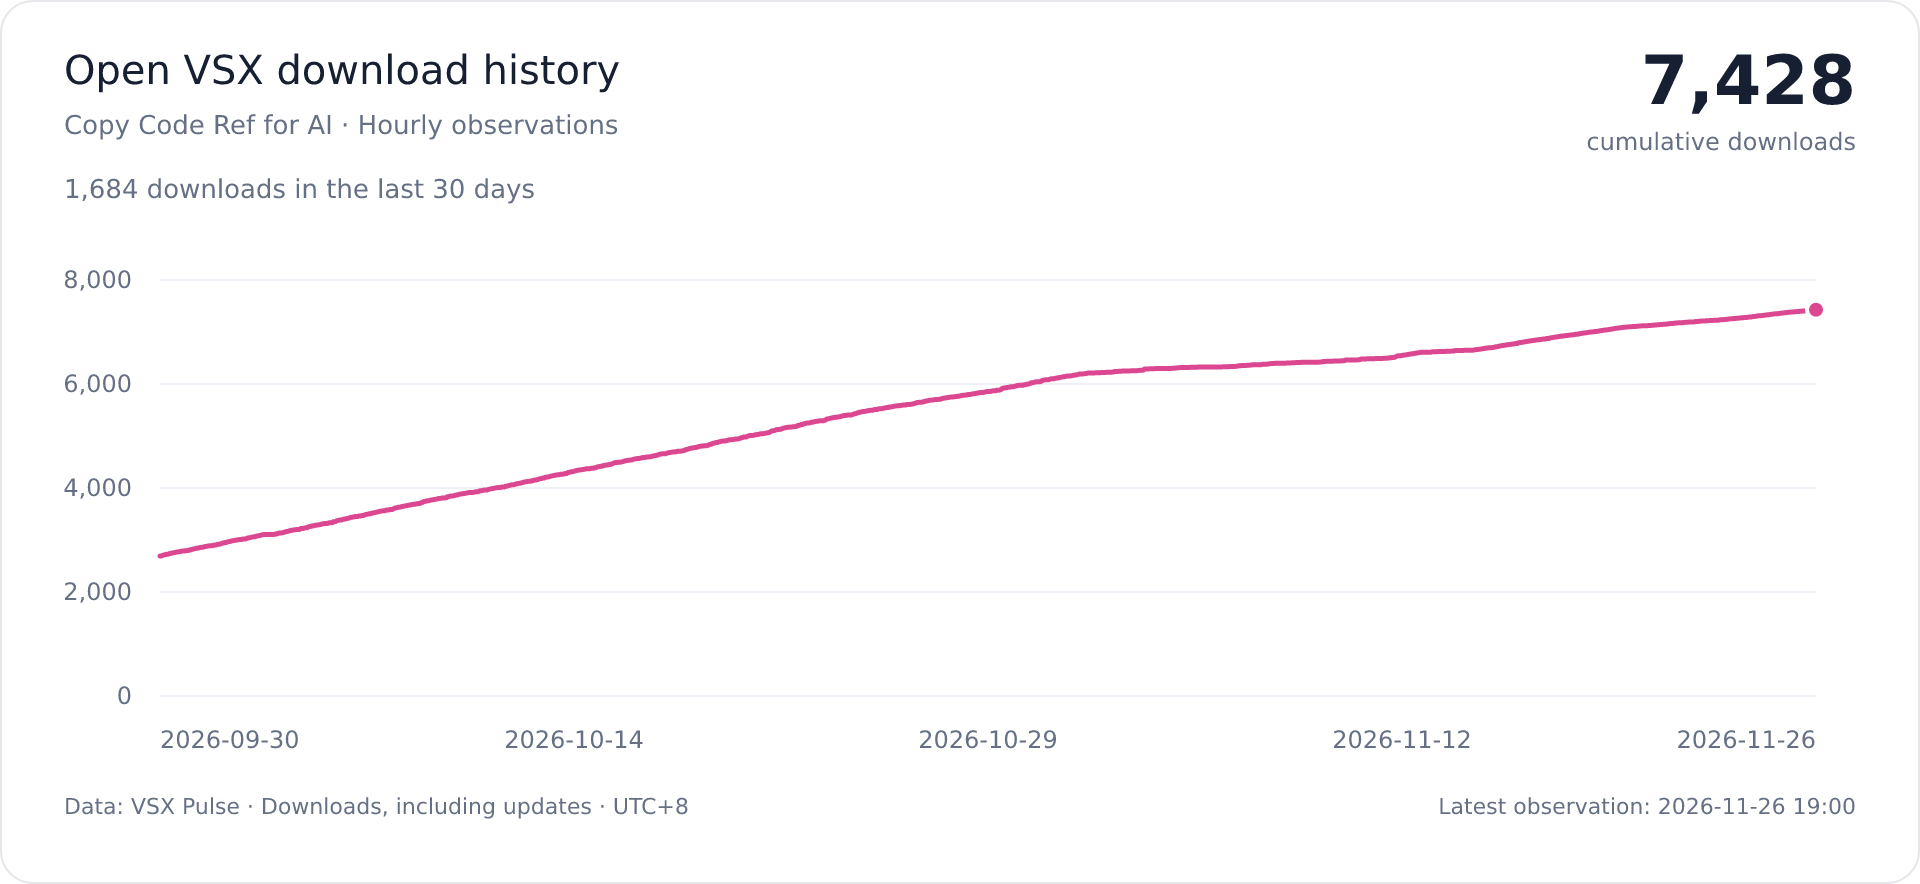 Open VSX download history
7,428
Copy Code Ref for AI · Hourly observations
cumulative downloads
1,684 downloads in the last 30 days
8,000
6,000
4,000
2,000
0
2026-09-30
2026-10-14
2026-10-29
2026-11-12
2026-11-26
Data: VSX Pulse · Downloads, including updates · UTC+8
Latest observation: 2026-11-26 19:00